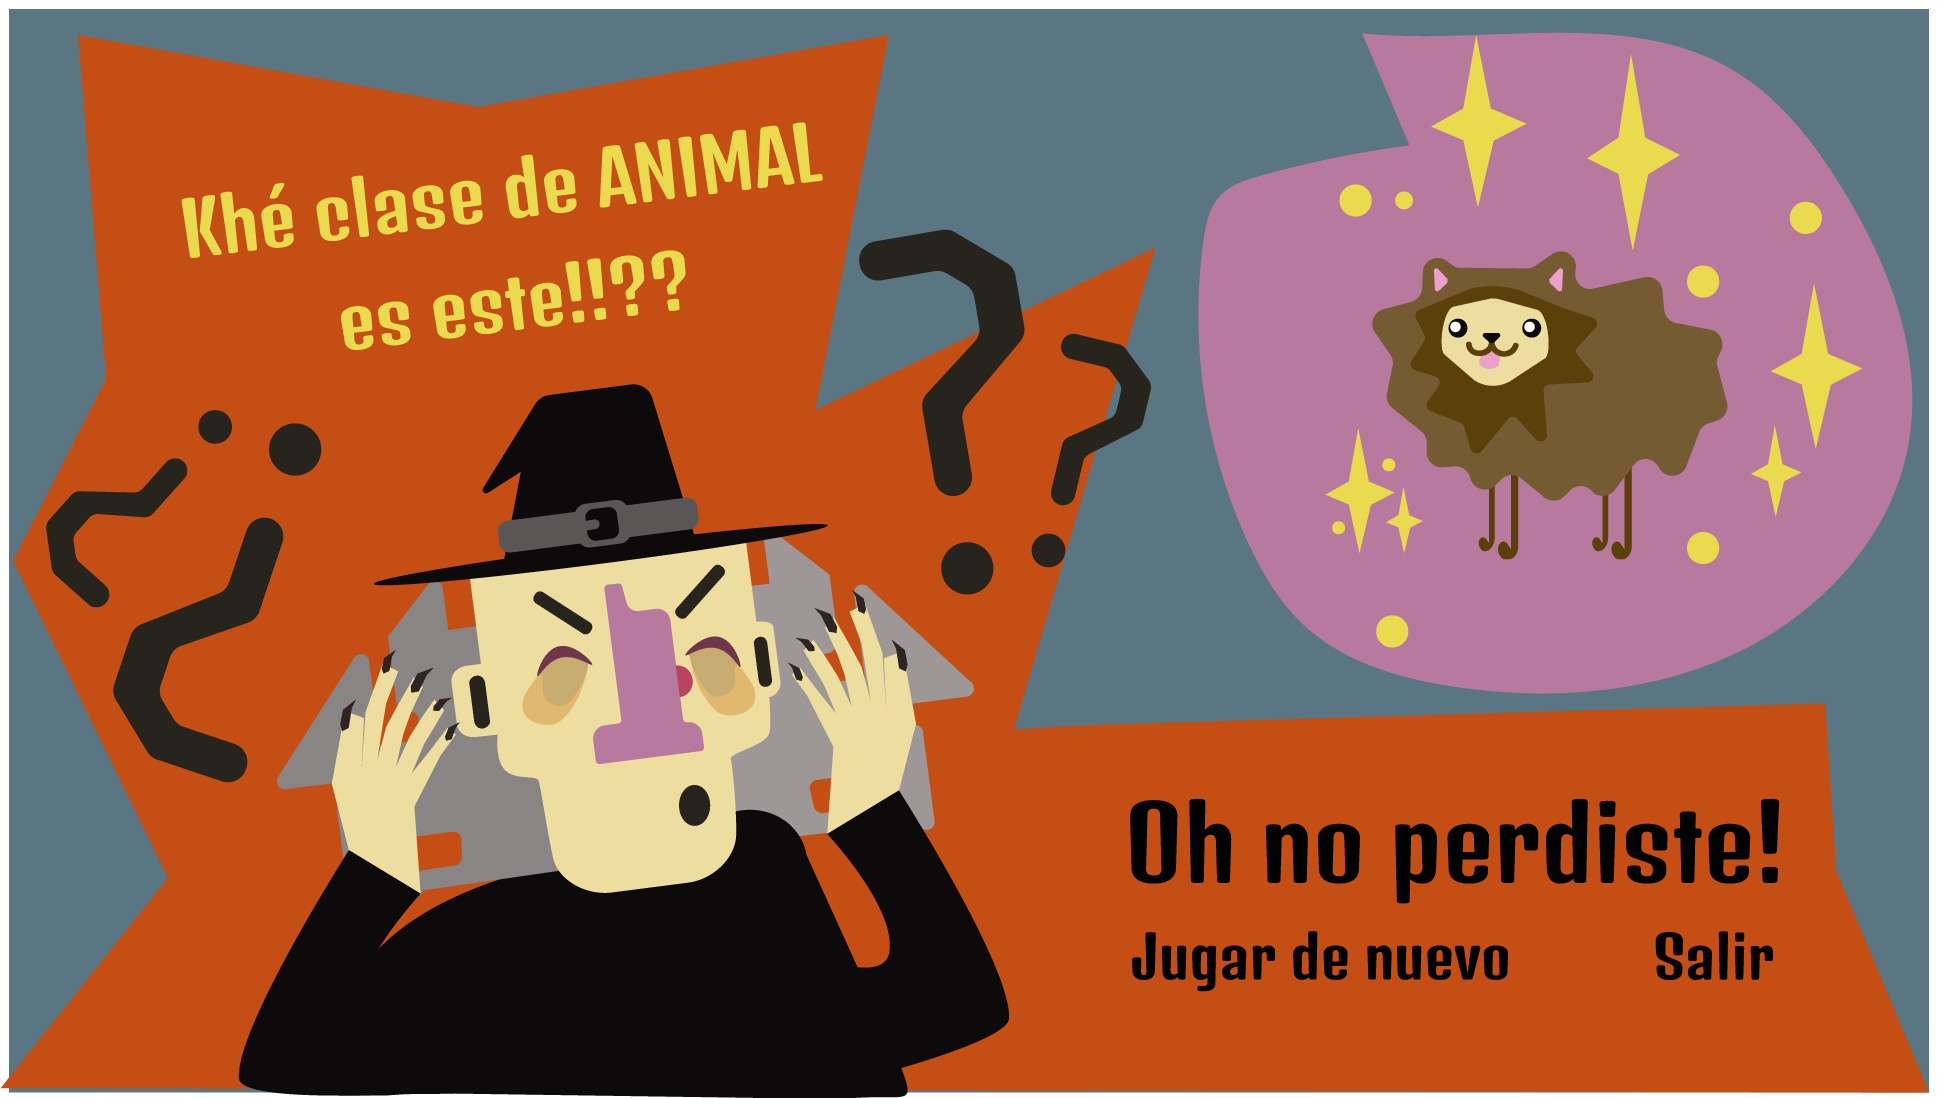 Khé clase de ANIMAL
es este!!??
Oh no perdiste!
Jugar de nuevo
Salir